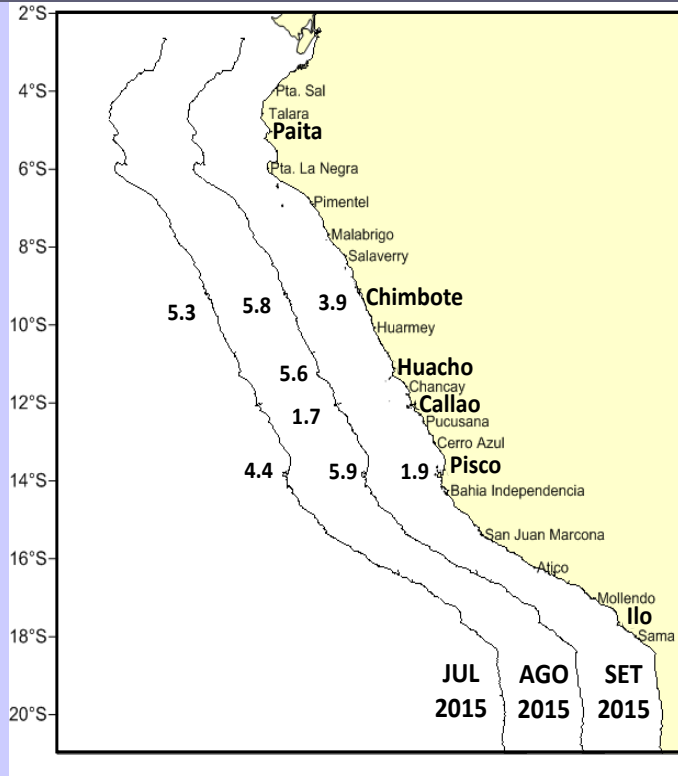 2°S
4°S
Pta. Sal
Talara
Paita
6°S
Pta. La Negra
Pimentel
Malabrigo
8°S
Salaverry
5.3
5.8
3.9
Chimbote
10°S
Huarmey
Huacho
5.6
Chancay
12°S
Callao
1.7
Pucusana
Cerro Azul
4.4
5.9
1.9
Pisco
14°S
Bahia Independencia
San Juan Marcona
16°S
Atico
Mollendo
Ilo
18°S
Sama
JUL
2015
AGO
2015
SET
2015
20°S